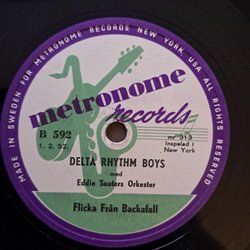 MADE IN SWEDEN FOR METRONOME RECORDS NEW YORK USA ALL RIGHTS RESERVED
metronome
records
B 592
1. 2. 52.
mr 313
Inspelad i
New York
DELTA RHYTHM BOYS
med
Eddie Sauters Orkester
Flicka Från Backafall